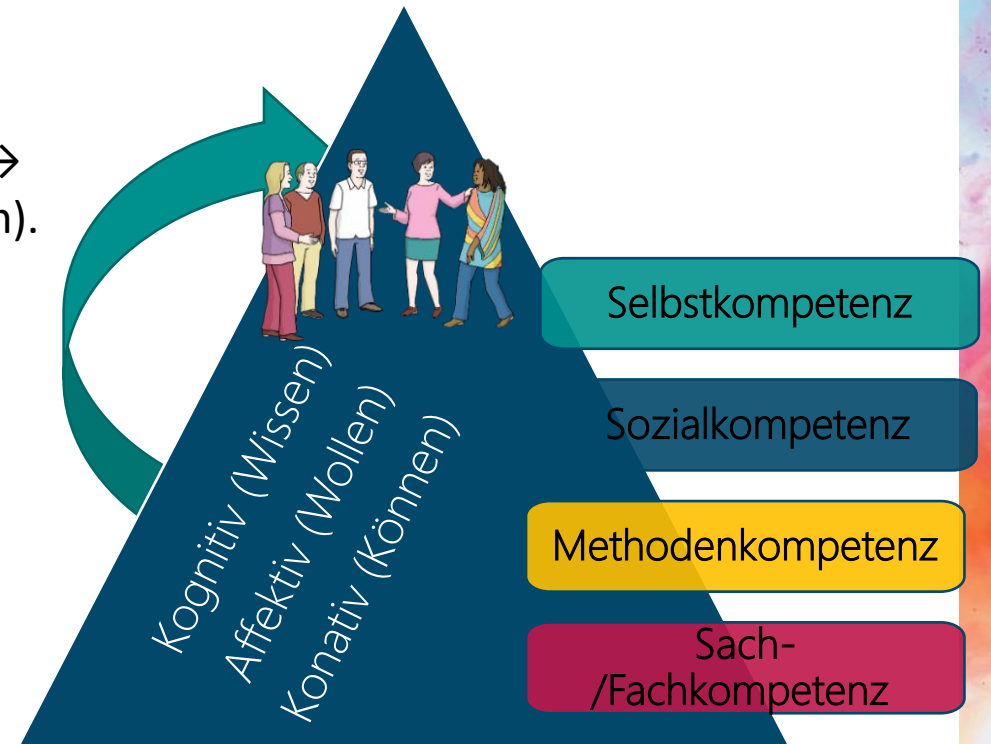 →
n).
Selbstkompetenz
Sozialkompetenz
Methodenkompetenz
Sach-
/Fachkompetenz
Kognitiv (Wissen)
Affektiv (Wollen)
Konativ (Können)